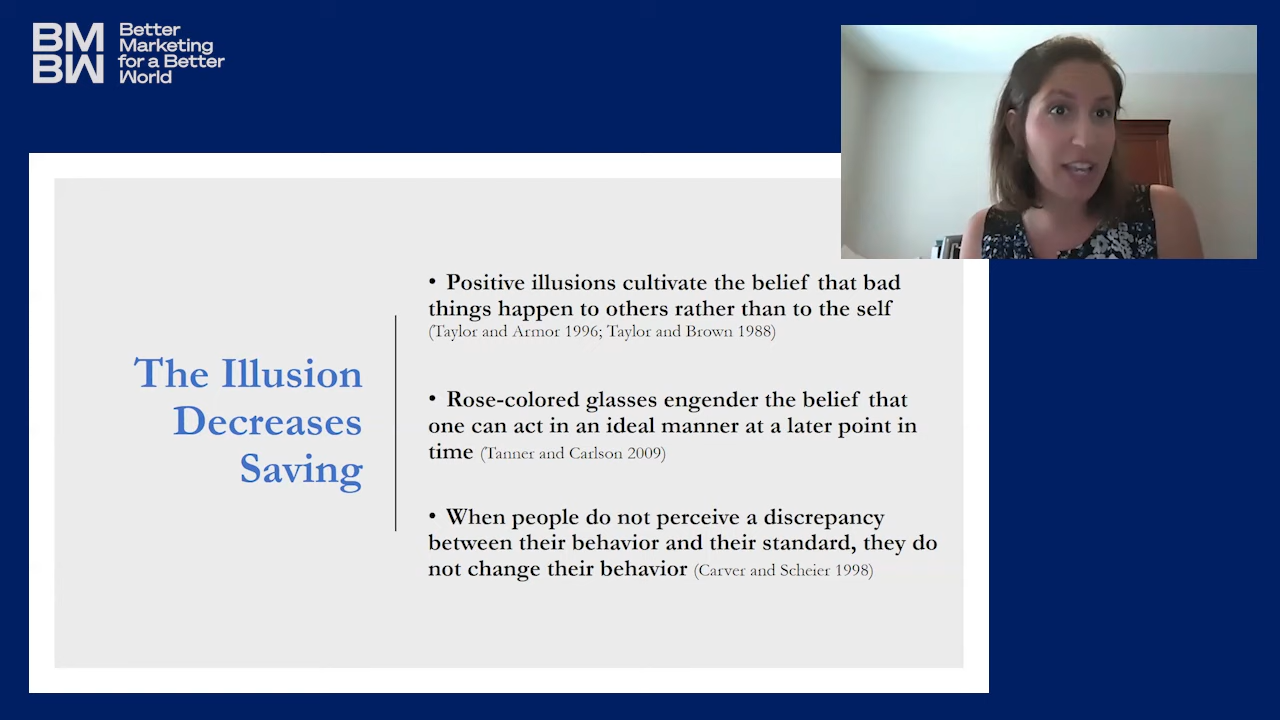 BM
BW
Better
Marketing
for a Better
World
The Illusion
Decreases
Saving
• Positive illusions cultivate the belief that bad
things happen to others rather than to the self
(Taylor and Armor 1996; Taylor and Brown 1988)
• Rose-colored glasses engender the belief that
one can act in an ideal manner at a later point in
time (Tanner and Carlson 2009)
• When people do not perceive a discrepancy
between their behavior and their standard, they do
not change their behavior (Carver and Scheier 1998)